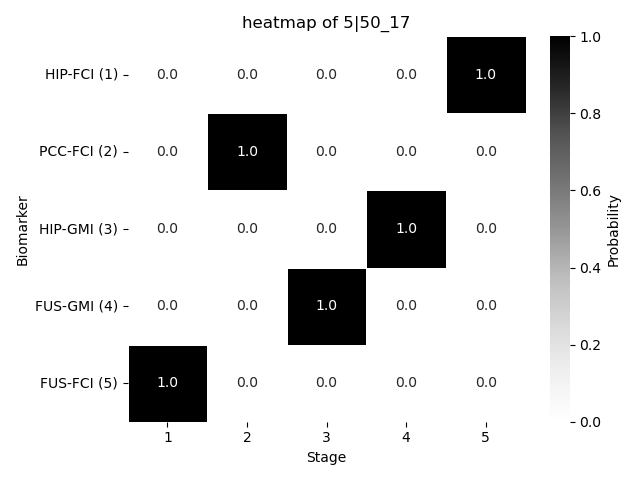 heatmap of 5|50_17
HIP-FCI (1) 0.0 0.0 0.0 0.0 1.0
PCC-FCI (2) 0.0 1.0 0.0 0.0 0.0
HIP-GMI (3) 0.0 0.0 0.0 1.0 0.0
FUS-GMI (4) 0.0 0.0 1.0 0.0 0.0
FUS-FCI (5) 1.0 0.0 0.0 0.0 0.0
Biomarker
1 2 3 4 5
Stage
1.0
0.8
0.6
0.4
0.2
0.0
Probability